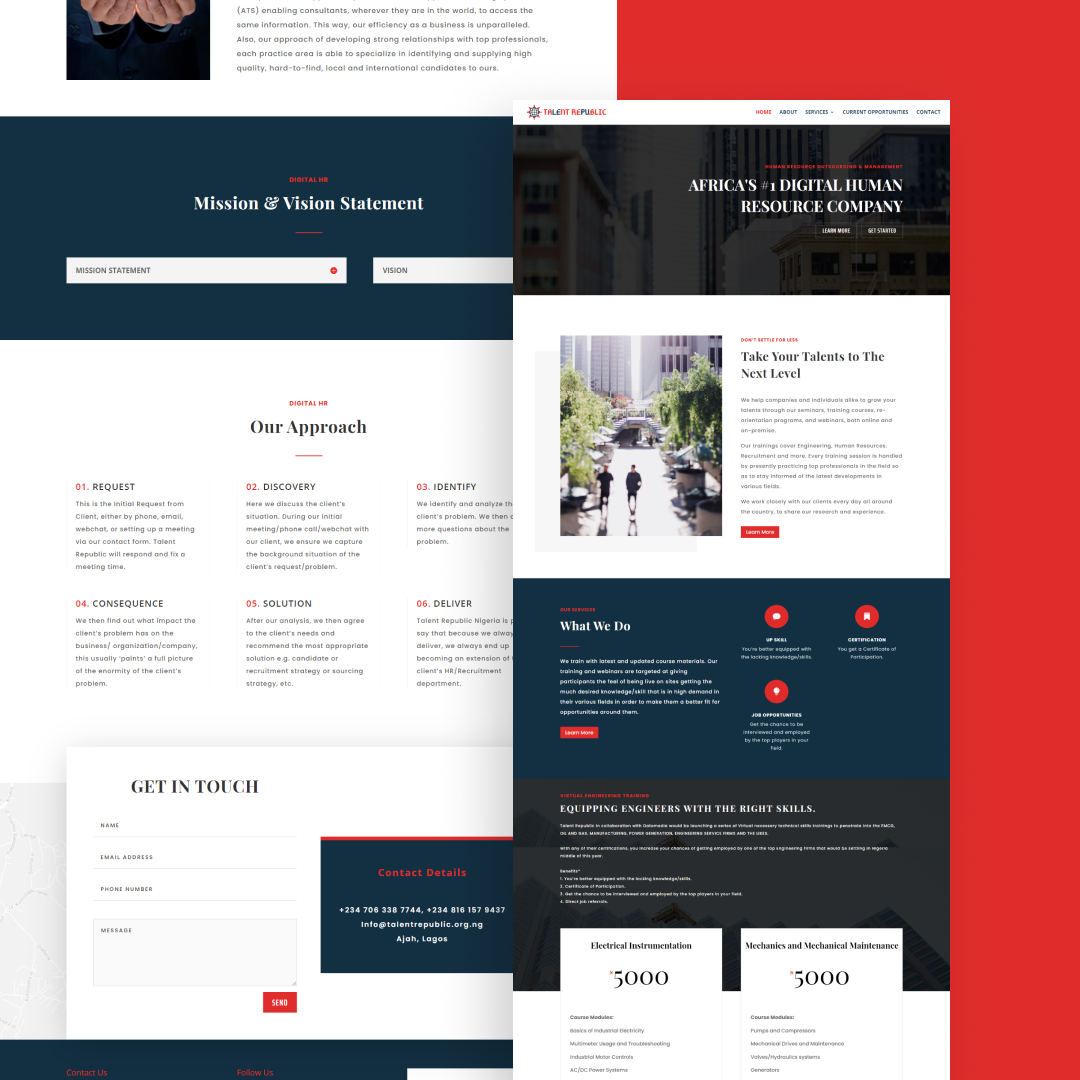 (ATS) enabling consultants, wherever they are in the world, to access the
same information. This way, our efficiency as a business is unparalleled.
Also, our approach of developing strong relationships with top professionals,
each practice area is able to specialize in identifying and supplying high
quality, hard-to-find, local and international candidates to ours.
DIGITAL HR
Mission & Vision Statement
MISSION STATEMENT
VISION
DIGITAL HR
Our Approach
01. REQUEST
This is the Initial Request from
Client, either by phone, email,
webchat, or setting up a meeting
via our contact form. Talent
Republic will respond and fix a
meeting time.
02. DISCOVERY
Here we discuss the client's
situation. During our initial
meeting/phone call/webchat with
our client, we ensure we capture
the background situation of the
client's request/problem.
03. IDENTIFY
We identify and analyze th
client's problem. We then
more questions about the
problem.
04. CONSEQUENCE
We then find out what impact the
client's problem has on the
business/ organization/company,
this usually 'paints' a full picture
of the enormity of the client's
problem.
05. SOLUTION
After our analysis, we then agree
to the client's needs and
recommend the most appropriate
solution e.g. candidate or
recruitment strategy or sourcing
strategy, etc.
06. DELIVER
Talent Republic Nigeria is p
say that because we alway
deliver, we always end up
becoming an extension of
client's HR/Recruitment
department.
GET IN TOUCH
NAME
EMAIL ADDRESS
PHONE NUMBER
MESSAGE
SEND
Contact Details
+234 706 338 7744, +234 816 157 9437
Info@talentrepublic.org.ng
Ajah, Lagos
Contact Us
Follow Us
TALENT REPUBLIC
HOME ABOUT SERVICES CURRENT OPPORTUNITIES CONTACT
HUMAN RESOURCE OUTSOURCING & MANAGEMENT
AFRICA'S #1 DIGITAL HUMAN
RESOURCE COMPANY
LEARN MORE
GET STARTED
DON'T SETTLE FOR LESS
Take Your Talents to The
Next Level
We help companies and individuals alike to grow your
talents through our seminars, training courses, re-
orientation programs, and webinars, both online and
on-premise.
Our trainings cover Engineering, Human Resources,
Recruitment and more. Every training session is handled
by presently practicing top professionals in the field so
as to stay informed of the latest developments in
various fields.
We work closely with our clients every day all around
the country, to share our research and experience.
Learn More
OUR SERVICES
What We Do
We train with latest and updated course materials. Our
training and webinars are targeted at giving
participants the feel of being live on sites getting the
much desired knowledge/skill that is in high demand in
their various fields in order to make them a better fit for
opportunities around them.
Learn More
UP SKILL
You're better equipped with
the lacking knowledge/skills.
CERTIFICATION
You get a Certificate of
Participation.
JOB OPPORTUNITIES
Get the chance to be
interviewed and employed
by the top players in your
field.
VIRTUAL ENGINEERING TRAINING
EQUIPPING ENGINEERS WITH THE RIGHT SKILLS.
Talent Republic in collaboration with Dolomedia would be launching a series of Virtual necessary technical skills trainings to penetrate into the FMCG,
OIL AND GAS, MANUFACTURING, POWER GENERATION, ENGINEERING SERVICE FIRMS AND THE LIKES.
With any of their certifications, you increase your chances of getting employed by one of the top engineering firms that would be settling in Nigeria
middle of this year.
Benefits*
1. You're better equipped with the lacking knowledge/skills.
2. Certificate of Participation.
3. Get the chance to be interviewed and employed by the top players in your field.
4. Direct job referrals.
Electrical Instrumentation
5000
Course Modules:
Basics of Industrial Electricity
Multimeter Usage and Troubleshooting
Industrial Motor Controls
AC/DC Power Systems
Mechanics and Mechanical Maintenance
5000
Course Modules:
Pumps and Compressors
Mechanical Drives and Maintenance
Valves/Hydraulics systems
Generators